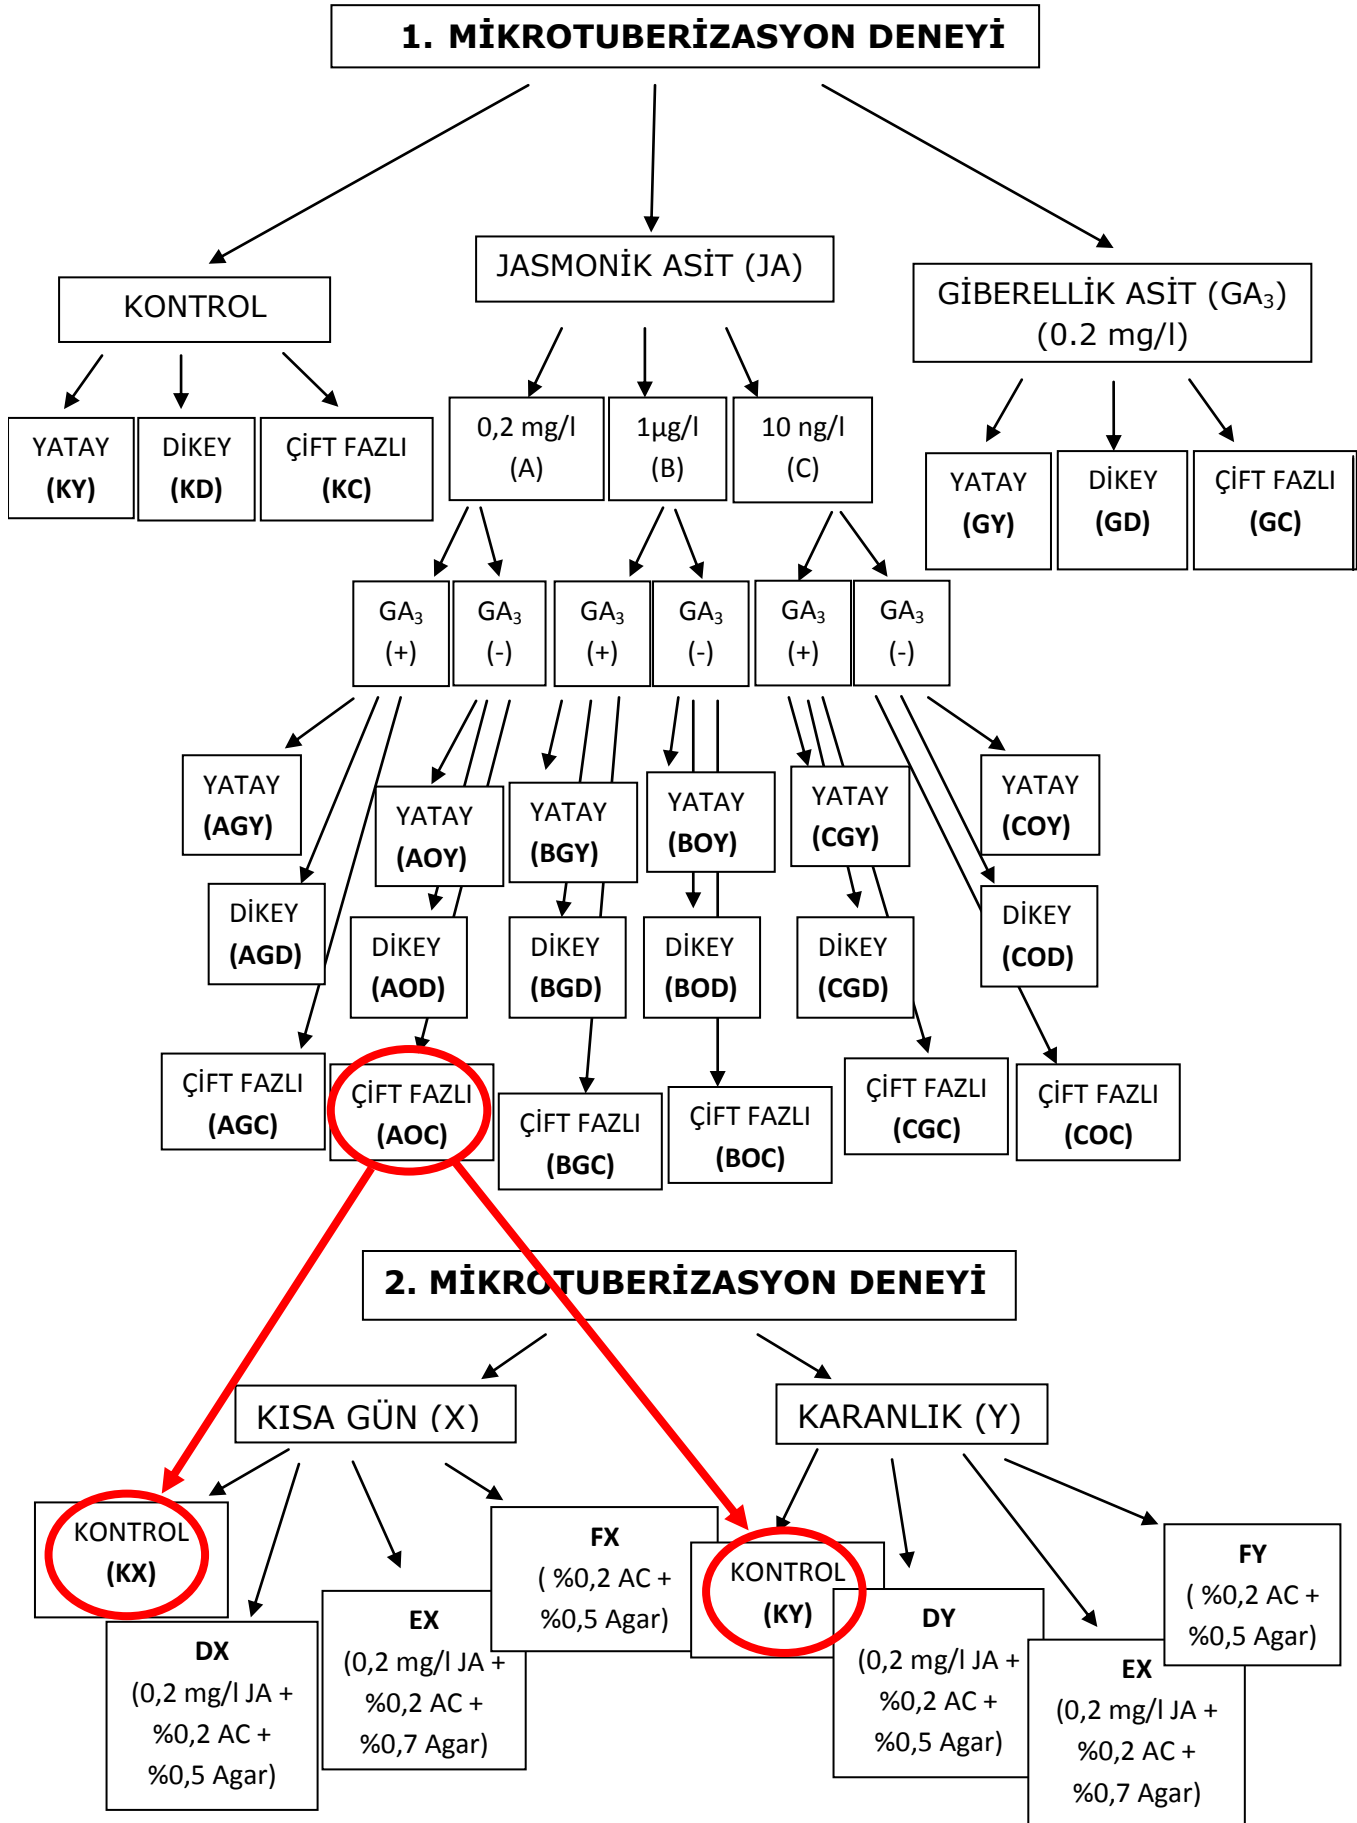 1. MİKROTUBERİZASYON DENEYİ
KONTROL
JASMONİK ASİT (JA)
GİBERELLİK ASİT (GA₃)
(0.2 mg/l)
YATAY
(KY)
DİKEY
(KD)
ÇİFT FAZLI
(KC)
0,2 mg/l
(A)
1µg/l
(B)
10 ng/l
(C)
YATAY
(GY)
DİKEY
(GD)
ÇİFT FAZLI
(GC)
GA₃
(+)
GA₃
(-)
GA₃
(+)
GA₃
(-)
GA₃
(+)
GA₃
(-)
YATAY
(AGY)
YATAY
(AOY)
YATAY
(BGY)
YATAY
(BOY)
YATAY
(CGY)
YATAY
(COY)
DİKEY
(AGD)
DİKEY
(AOD)
DİKEY
(BGD)
DİKEY
(BOD)
DİKEY
(CGD)
DİKEY
(COD)
ÇİFT FAZLI
(AGC)
ÇİFT FAZLI
(AOC)
ÇİFT FAZLI
(BGC)
ÇİFT FAZLI
(BOC)
ÇİFT FAZLI
(CGC)
ÇİFT FAZLI
(COC)
2. MİKROTUBERİZASYON DENEYİ
KISA GÜN (X)
KARANLIK (Y)
KONTROL
(KX)
DX
(0,2 mg/l JA +
%0,2 AC +
%0,5 Agar)
EX
(0,2 mg/l JA +
%0,2 AC +
%0,7 Agar)
FX
( %0,2 AC +
%0,5 Agar)
KONTROL
(KY)
DY
(0,2 mg/l JA +
%0,2 AC +
%0,5 Agar)
EX
(0,2 mg/l JA +
%0,2 AC +
%0,7 Agar)
FY
( %0,2 AC +
%0,5 Agar)